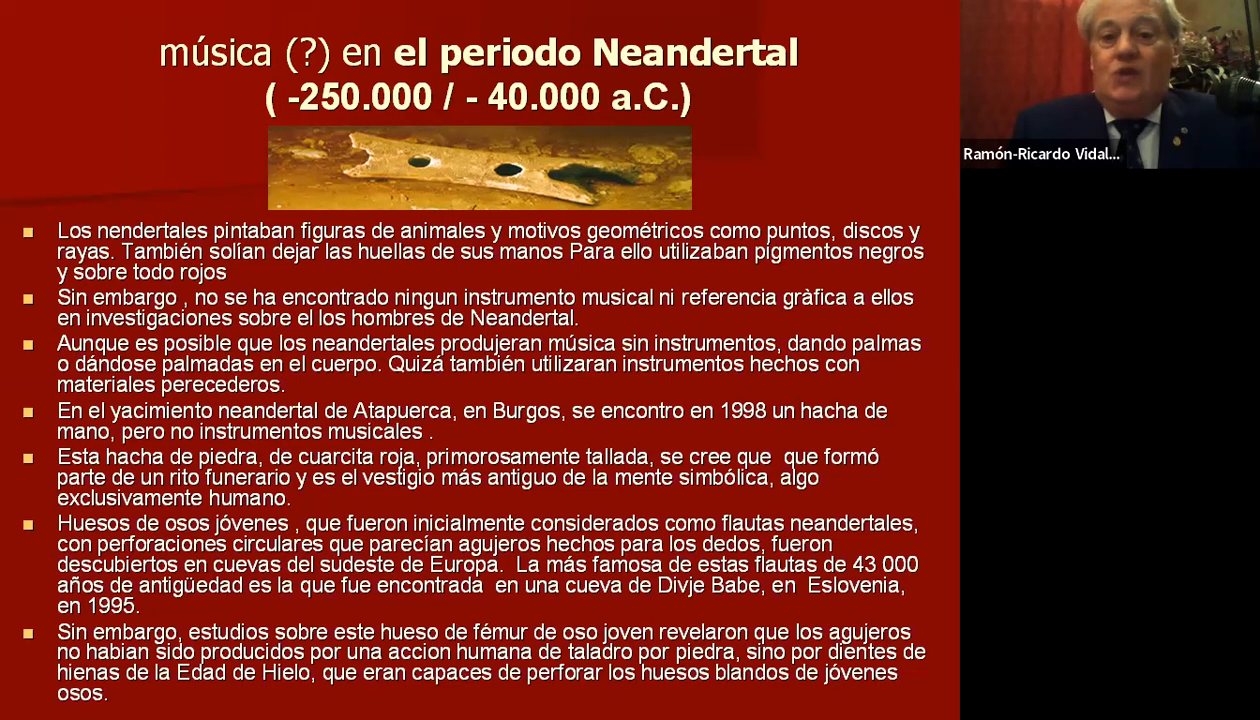 música (?) en el periodo Neandertal
( -250.000 / - 40.000 a.C.)
Ramón-Ricardo Vidal...
Los nendertales pintaban figuras de animales y motivos geométricos como puntos, discos y
rayas. También solían dejar las huellas de sus manos Para ello utilizaban pigmentos negros
y sobre todo rojos
Sin embargo , no se ha encontrado ningun instrumento musical ni referencia gràfica a ellos
en investigaciones sobre el los hombres de Neandertal.
Aunque es posible que los neandertales produjeran música sin instrumentos, dando palmas
o dándose palmadas en el cuerpo. Quizá también utilizaran instrumentos hechos con
materiales perecederos.
En el yacimiento neandertal de Atapuerca, en Burgos, se encontro en 1998 un hacha de
mano, pero no instrumentos musicales .
Esta hacha de piedra, de cuarcita roja, primorosamente tallada, se cree que  que formó
parte de un rito funerario y es el vestigio más antiguo de la mente simbólica, algo
exclusivamente humano.
Huesos de osos jóvenes , que fueron inicialmente considerados como flautas neandertales,
con perforaciones circulares que parecían agujeros hechos para los dedos, fueron
descubiertos en cuevas del sudeste de Europa.  La más famosa de estas flautas de 43 000
años de antigüedad es la que fue encontrada  en una cueva de Divje Babe, en  Eslovenia,
en 1995.
Sin embargo, estudios sobre este hueso de fémur de oso joven revelaron que los agujeros
no habian sido producidos por una accion humana de taladro por piedra, sino por dientes de
hienas de la Edad de Hielo, que eran capaces de perforar los huesos blandos de jóvenes
osos.